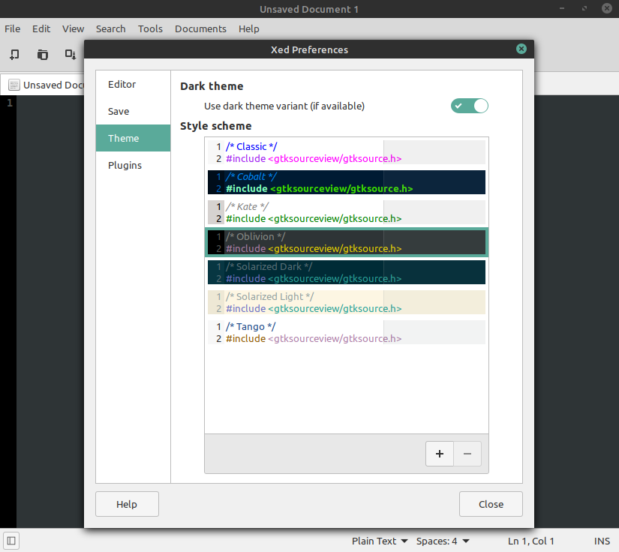 Unsaved Document 1
File Edit View Search Tools Documents Help
Xed Preferences
Unsaved Doc
1
Editor
Save
Theme
Plugins
Dark theme
Use dark theme variant (if available)
Style scheme
1 /* Classic */
2 #include <gtksourceview/gtksource.h>
1 /* Cobalt */
2 #include <gtksourceview/gtksource.h>
1 /* Kate */
2 #include <gtksourceview/gtksource.h>
1 /* Oblivion */
2 #include <gtksourceview/gtksource.h>
1 /* Solarized Dark */
2 #include <gtksourceview/gtksource.h>
1 /* Solarized Light */
2 #include <gtksourceview/gtksource.h>
1 /* Tango */
2 #include <gtksourceview/gtksource.h>
+ −
Help
Close
Plain Text Spaces: 4 Ln 1, Col 1 INS